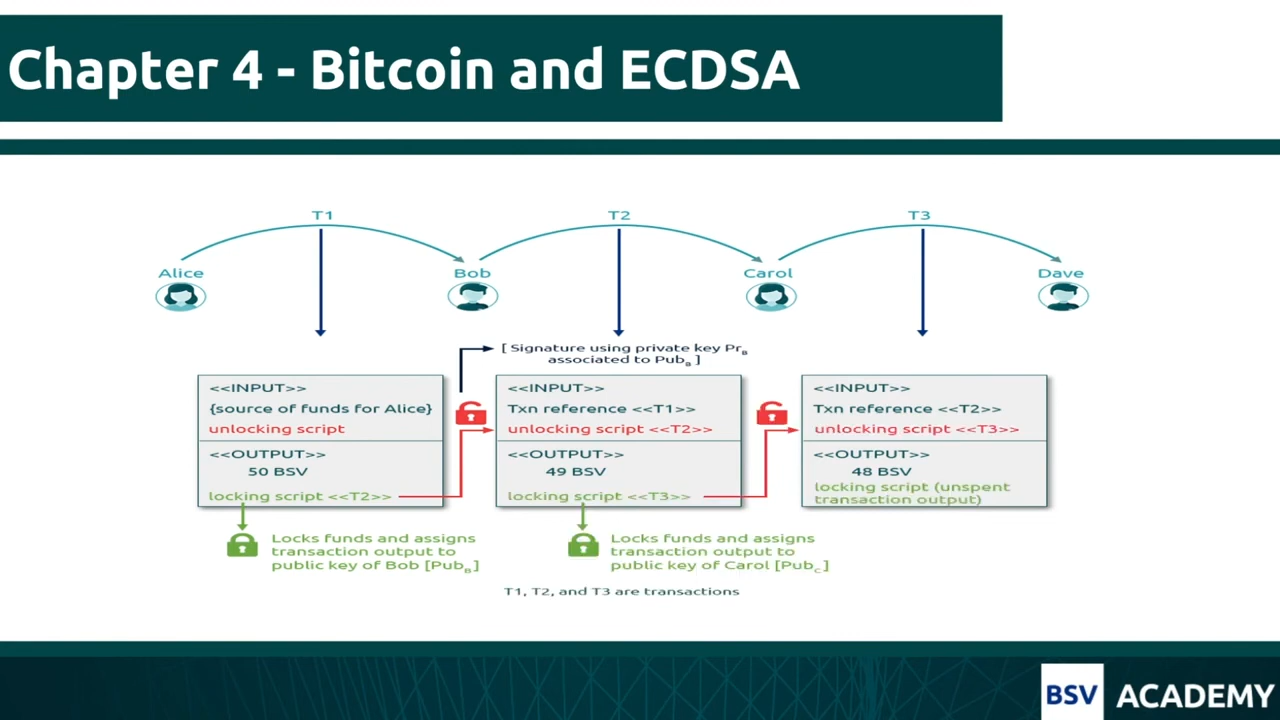 Chapter 4 - Bitcoin and ECDSA
T1
T2
T3
Alice
Bob
Carol
Dave
[ Signature using private key Pr_B
associated to Pub_B ]
<<INPUT>>
{source of funds for Alice}
unlocking script
<<OUTPUT>>
50 BSV
locking script <<T2>>
<<INPUT>>
Txn reference <<T1>>
unlocking script <<T2>>
<<OUTPUT>>
49 BSV
locking script <<T3>>
<<INPUT>>
Txn reference <<T2>>
unlocking script <<T3>>
<<OUTPUT>>
48 BSV
locking script (unspent
transaction output)
Locks funds and assigns
transaction output to
public key of Bob [Pub_B]
Locks funds and assigns
transaction output to
public key of Carol [Pub_C]
T1, T2, and T3 are transactions
BSV ACADEMY